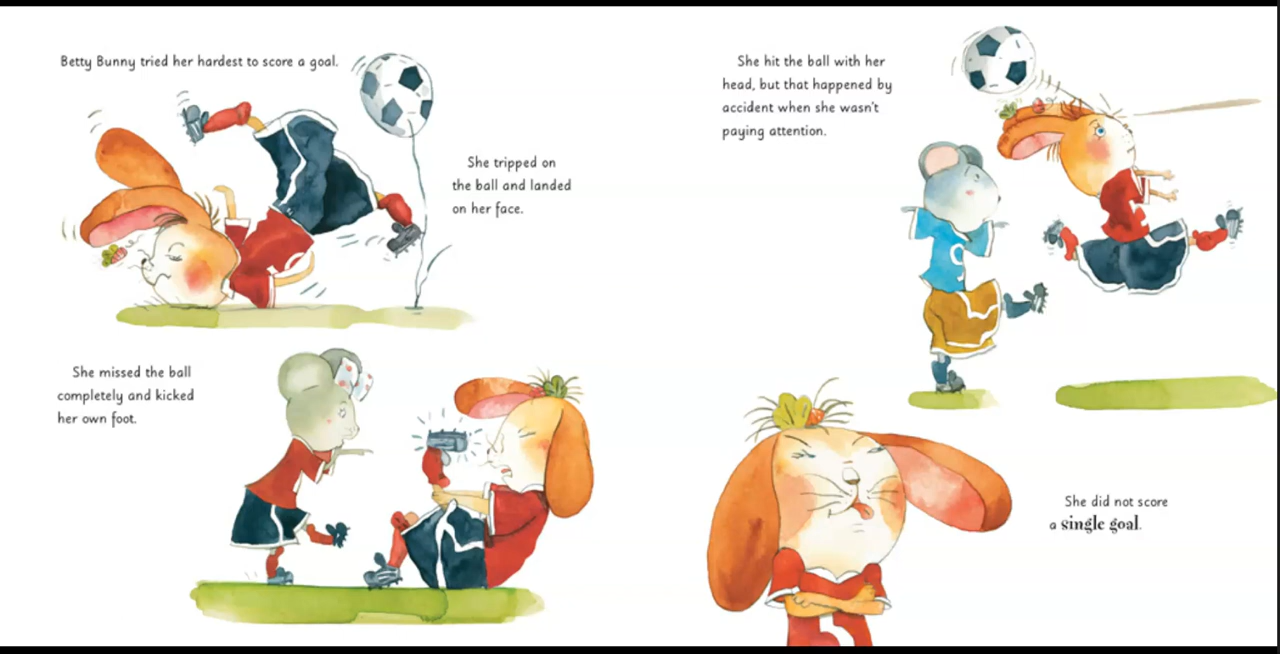 Betty Bunny tried her hardest to score a goal.
She tripped on
the ball and landed
on her face.
She missed the ball
completely and kicked
her own foot.
She hit the ball with her
head, but that happened by
accident when she wasn't
paying attention.
She did not score
a single goal.